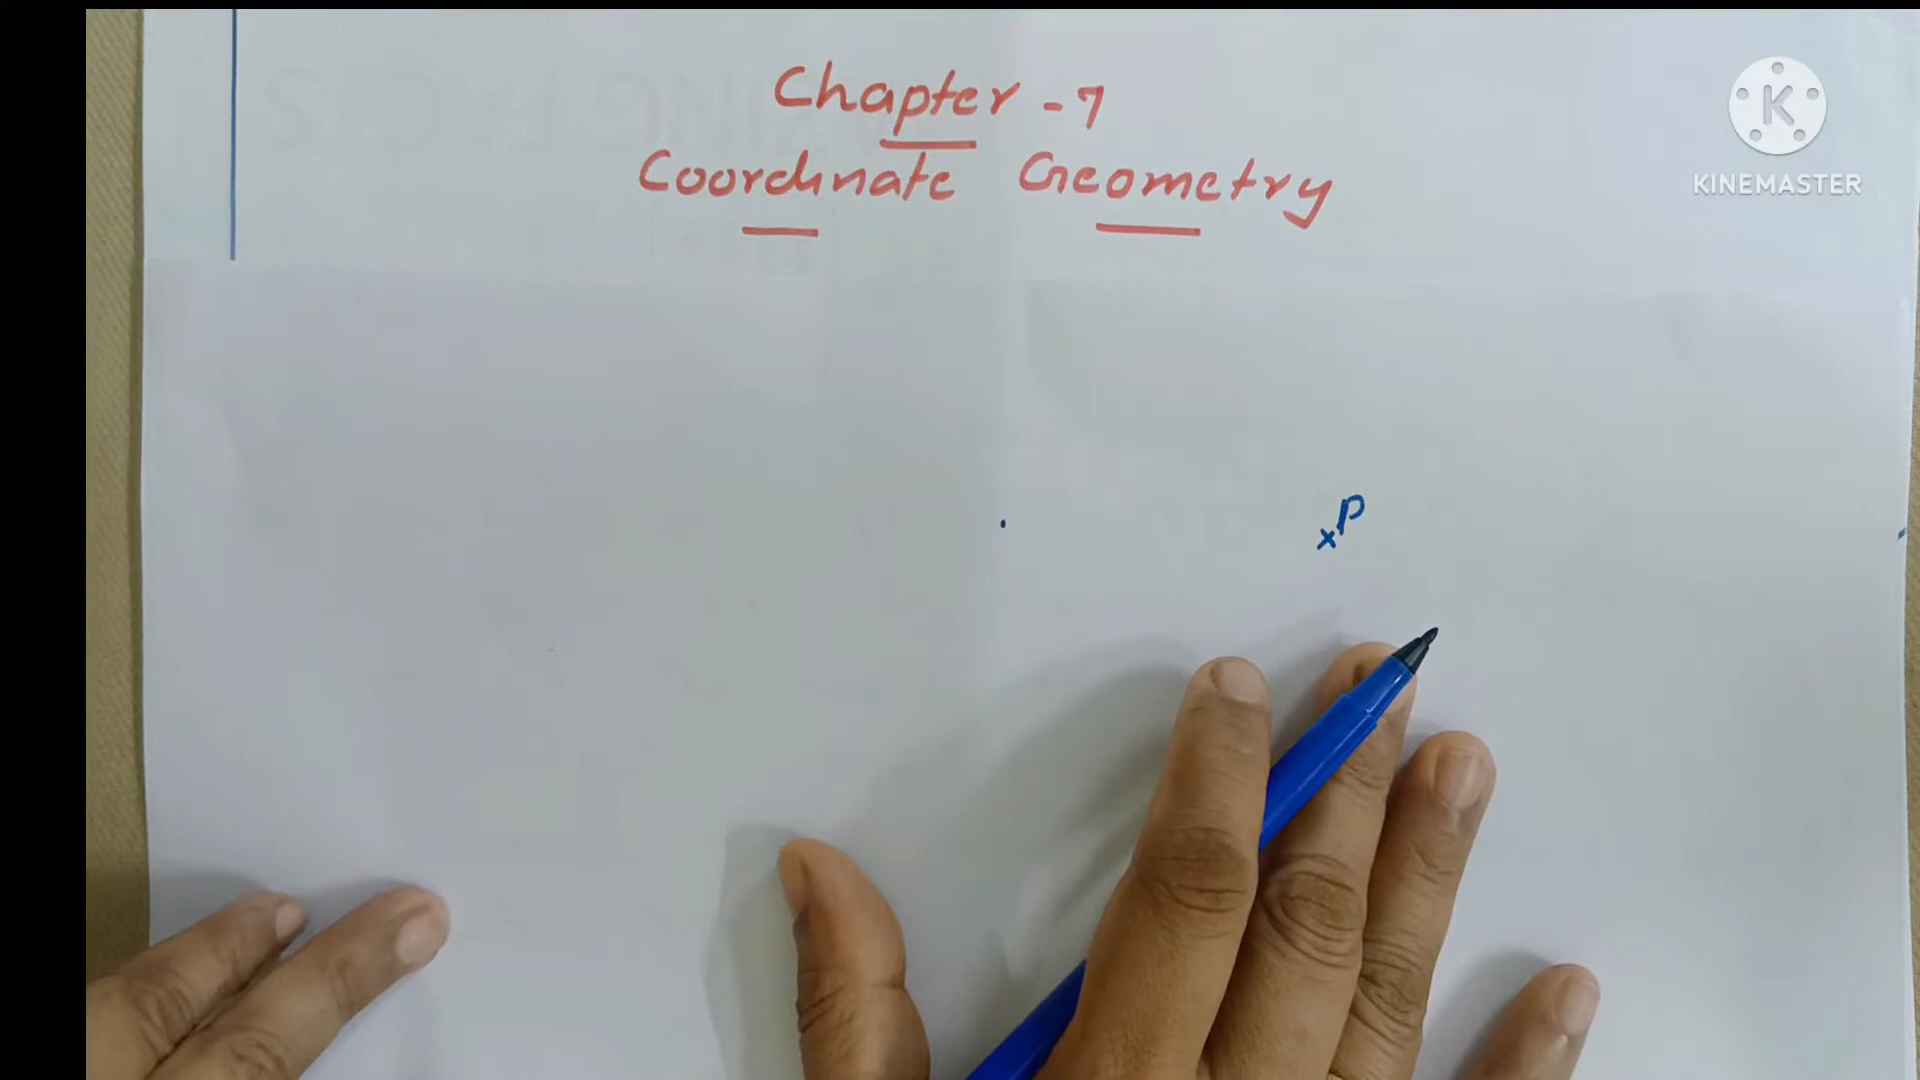 Chapter - 7
Coordinate Geometry
K
KINEMASTER
x P